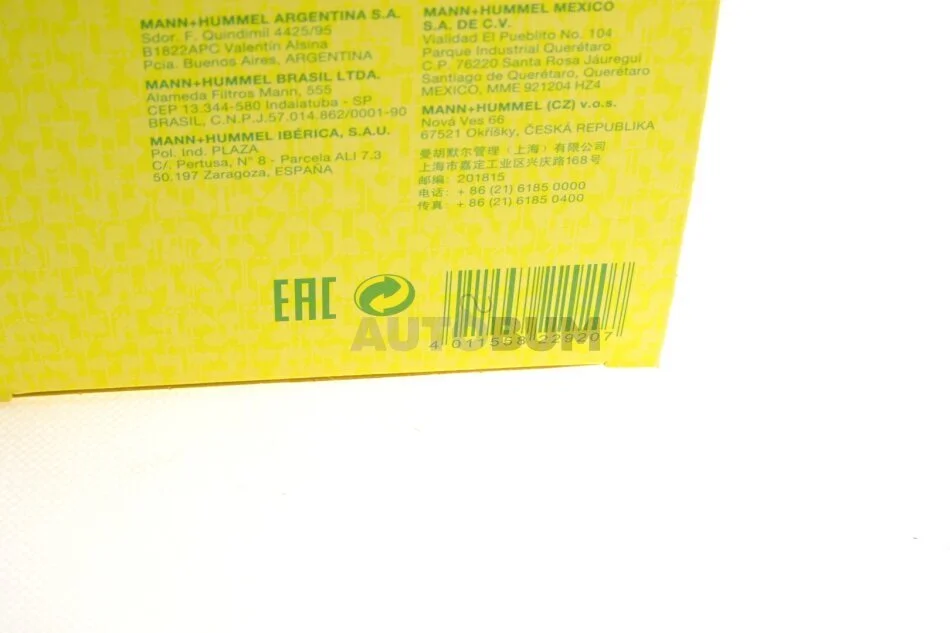 MANN+HUMMEL ARGENTINA S.A.
Sdor. F. Quindimil 4425/95
B1822APC Valentín Alsina
Pcia. Buenos Aires, ARGENTINA
MANN+HUMMEL BRASIL LTDA.
Alameda Filtros Mann, 555
CEP 13.344-580 Indaiatuba - SP
BRASIL, C.N.P.J.57.014.862/0001-90
MANN+HUMMEL IBÉRICA, S.A.U.
Pol. Ind. PLAZA
C/. Pertusa, N° 8 - Parcela ALI 7.3
50.197 Zaragoza, ESPAÑA
MANN+HUMMEL MEXICO
S.A. DE C.V.
Vialidad El Pueblito No. 104
Parque Industrial Querétaro
C.P. 76220 Santa Rosa Jáuregui
Santiago de Querétaro, Querétaro
MEXICO, MME 921204 HZ4
MANN+HUMMEL (CZ) v.o.s.
Nová Ves 66
67521 Okříšky, ČESKÁ REPUBLIKA
曼胡默尔管理（上海）有限公司
上海市嘉定工业区兴庆路168号
邮编: 201815
电话: + 86 (21) 6185 0000
传真: + 86 (21) 6185 0400
EAC
AUTOBUM
4 011558 229207